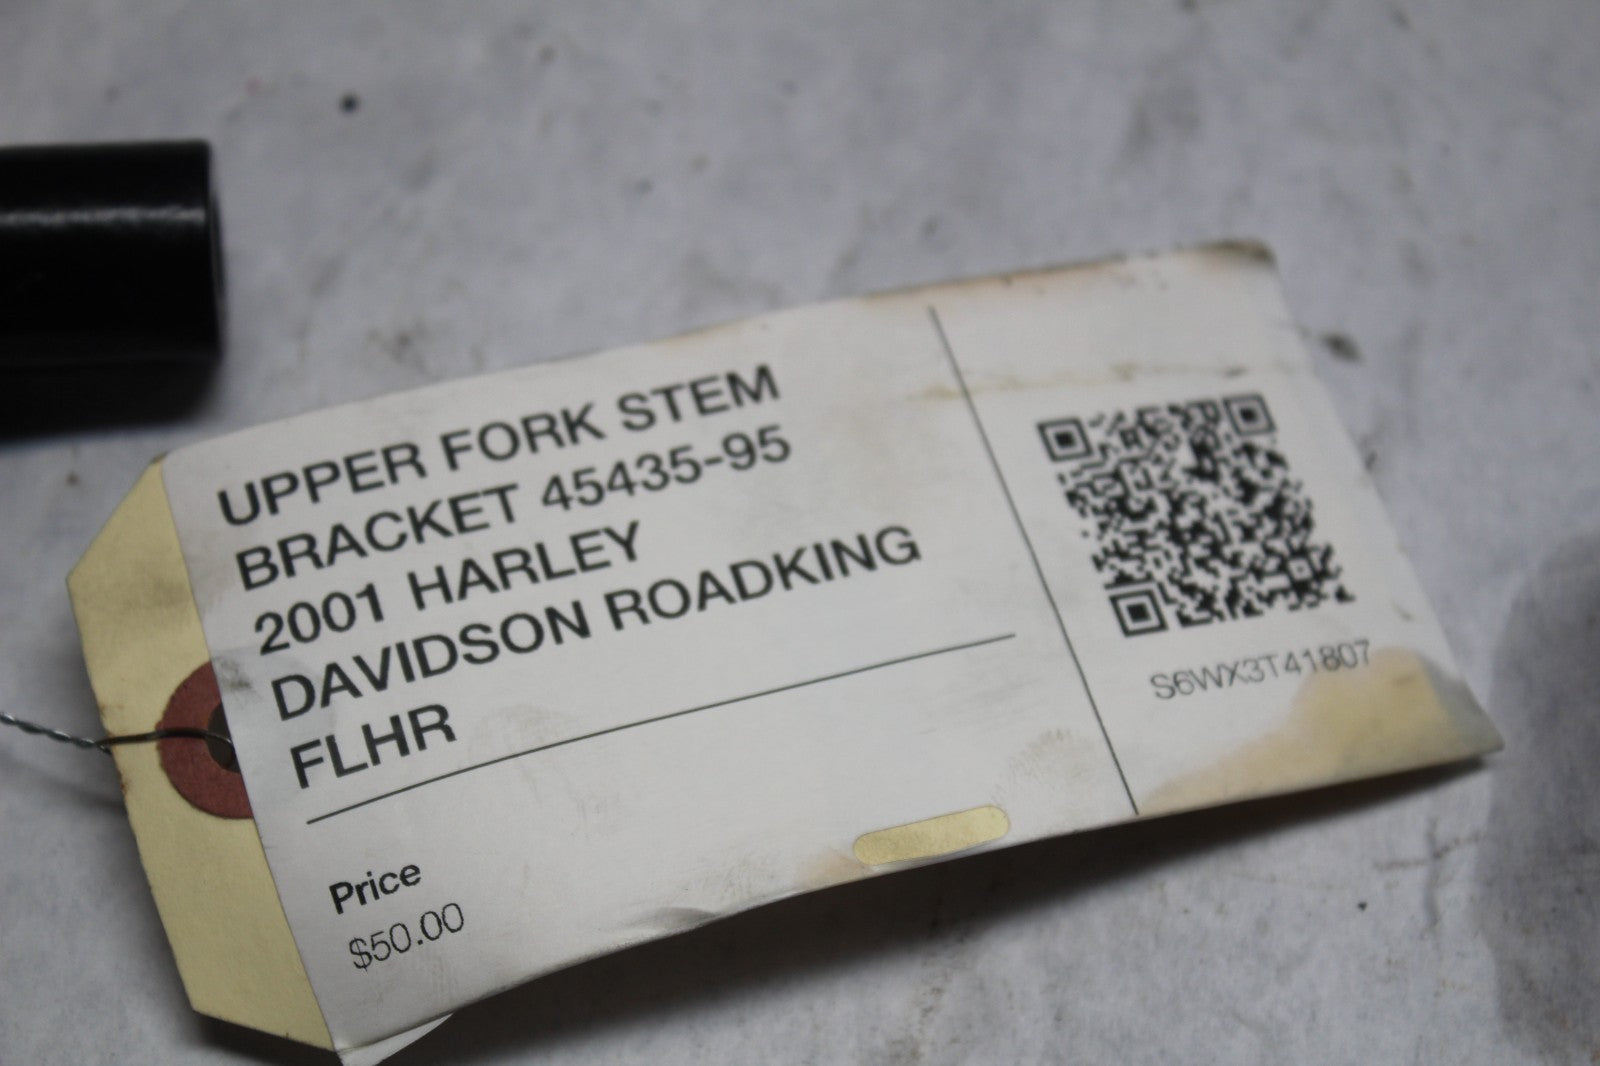 UPPER FORK STEM
BRACKET 45435-95
2001 HARLEY
DAVIDSON ROADKING
FLHR
Price
$50.00
S6WX3T41807